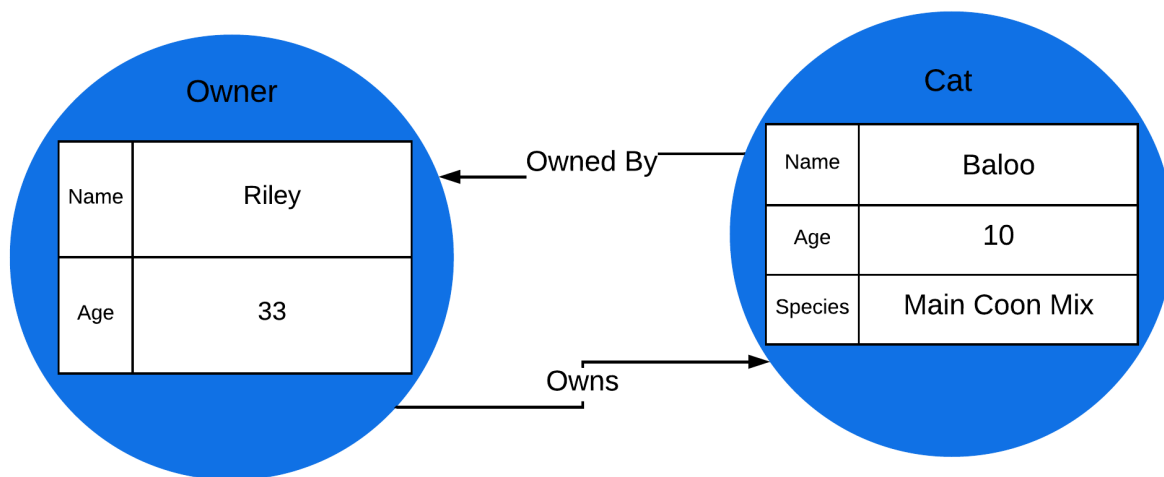 Owner
Name Riley
Age 33
Owned By
Owns
Cat
Name Baloo
Age 10
Species Main Coon Mix